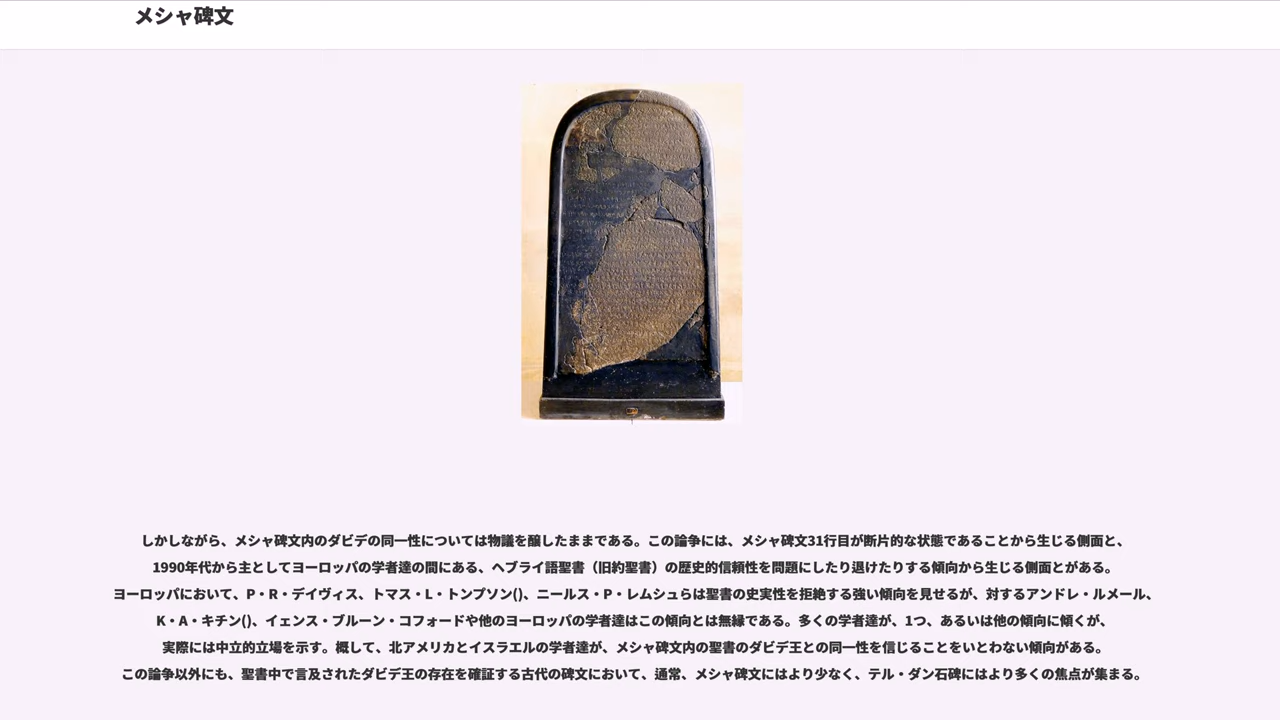 メシャ碑文
しかしながら、メシャ碑文内のダビデの同一性については物議を醸したままである。この論争には、メシャ碑文31行目が断片的な状態であることから生じる側面と、
1990年代から主としてヨーロッパの学者達の間にある、ヘブライ語聖書（旧約聖書）の歴史的信頼性を問題にしたり退けたりする傾向から生じる側面とがある。
ヨーロッパにおいて、P・R・デイヴィス、トマス・L・トンプソン()、ニールス・P・レムシュらは聖書の史実性を拒絶する強い傾向を見せるが、対するアンドレ・ルメール、
K・A・キチン()、イェンス・ブルーン・コフォードや他のヨーロッパの学者達はこの傾向とは無縁である。多くの学者達が、1つ、あるいは他の傾向に傾くが、
実際には中立的立場を示す。概して、北アメリカとイスラエルの学者達が、メシャ碑文内の聖書のダビデ王との同一性を信じることをいとわない傾向がある。
この論争以外にも、聖書中で言及されたダビデ王の存在を確証する古代の碑文において、通常、メシャ碑文にはより少なく、テル・ダン石碑にはより多くの焦点が集まる。